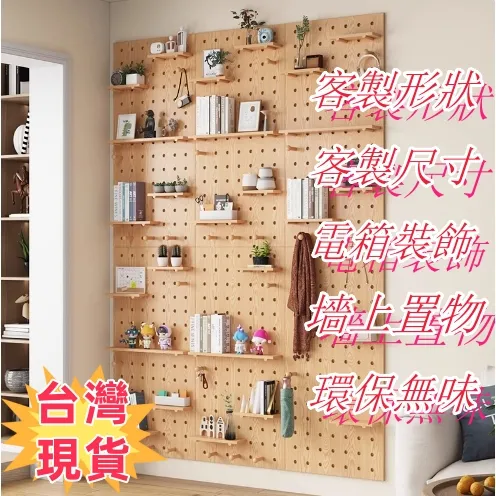 客製形狀
客製尺寸
電箱裝飾
墻上置物
環保無味
台灣
現貨